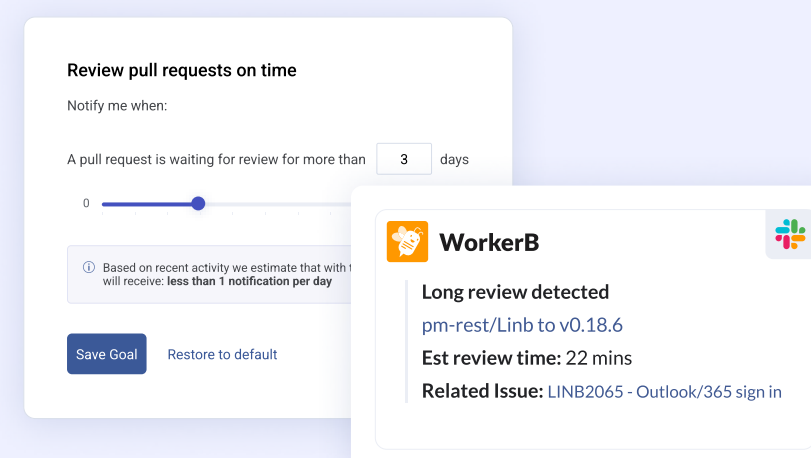 Review pull requests on time
Notify me when:
A pull request is waiting for review for more than 3 days
0
Based on recent activity we estimate that with
will receive: less than 1 notification per day
Save Goal Restore to default
WorkerB
Long review detected
pm-rest/Linb to v0.18.6
Est review time: 22 mins
Related Issue: LINB2065 - Outlook/365 sign in